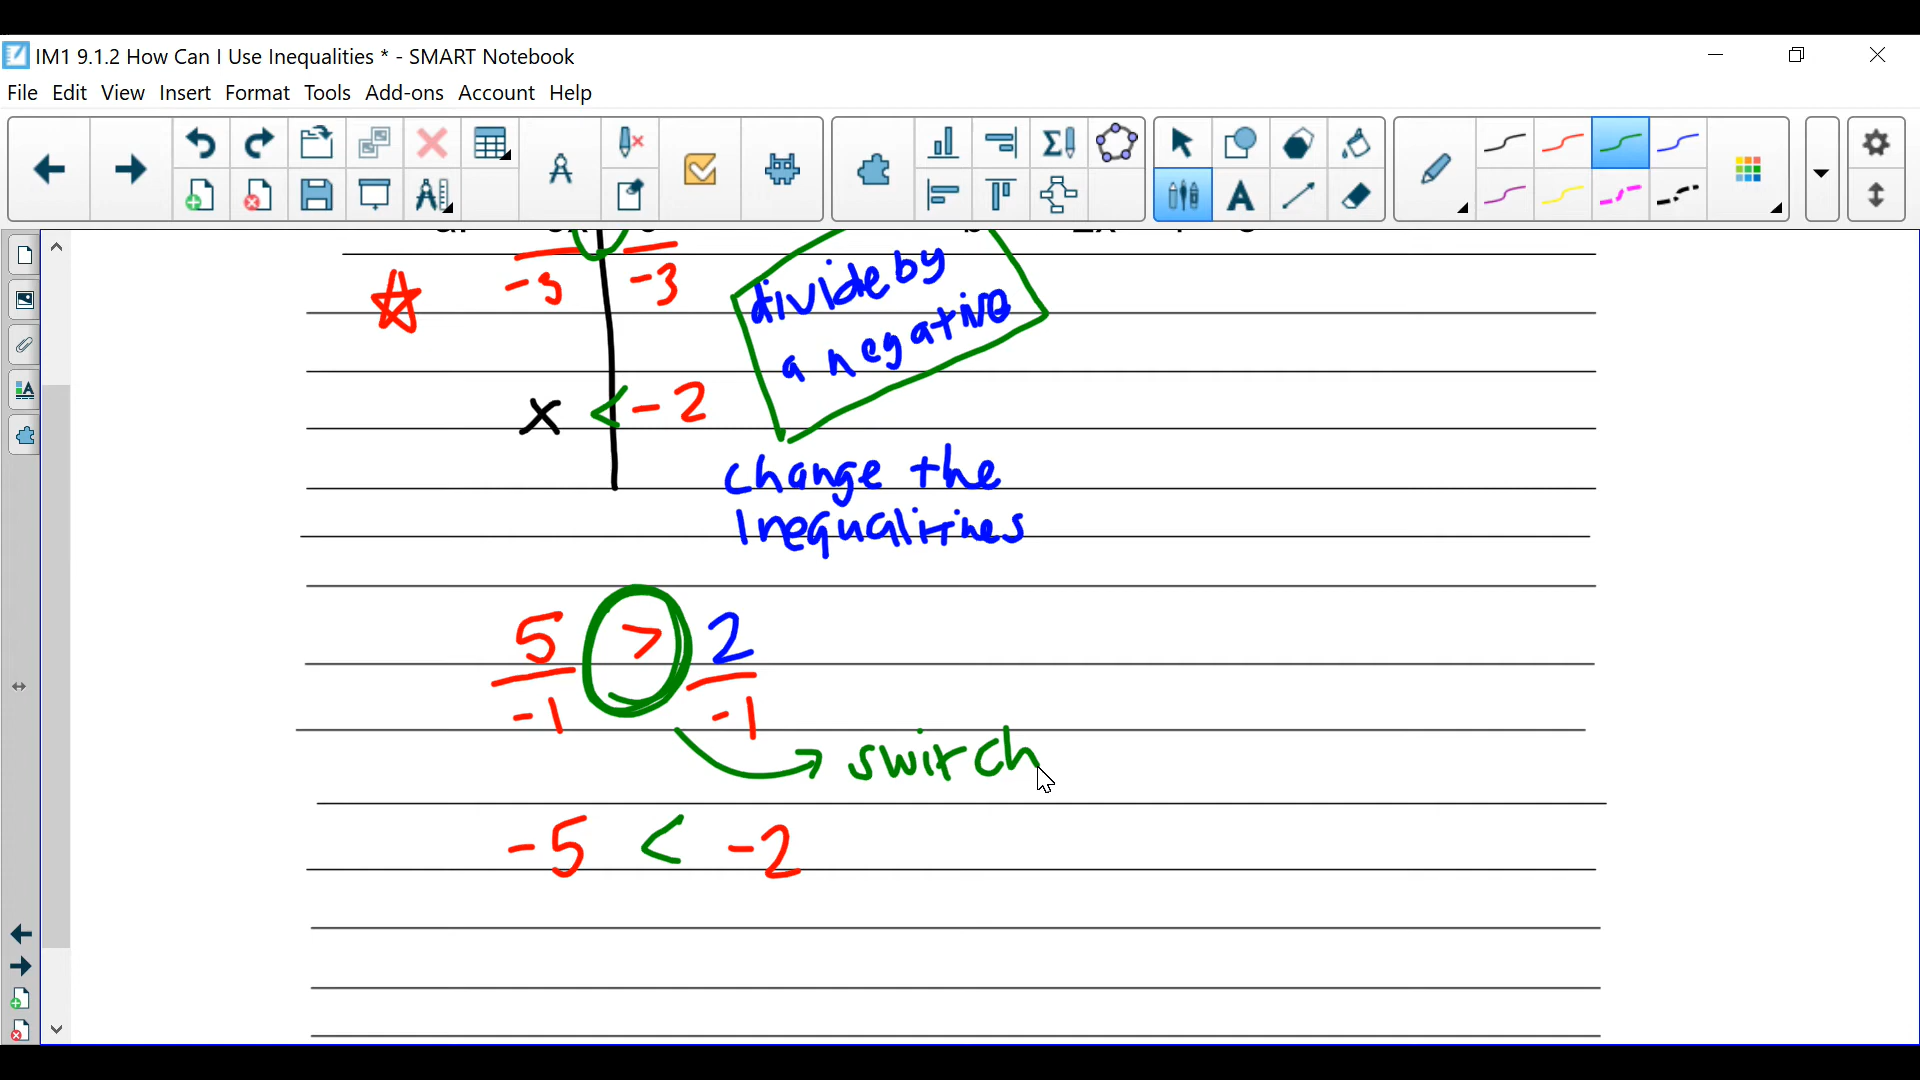 IM1 9.1.2 How Can I Use Inequalities * - SMART Notebook
File Edit View Insert Format Tools Add-ons Account Help
-3 -3
divide by
a negative
x < -2
change the
Inequalities
5 > 2
-1 -1
switch
-5 < -2